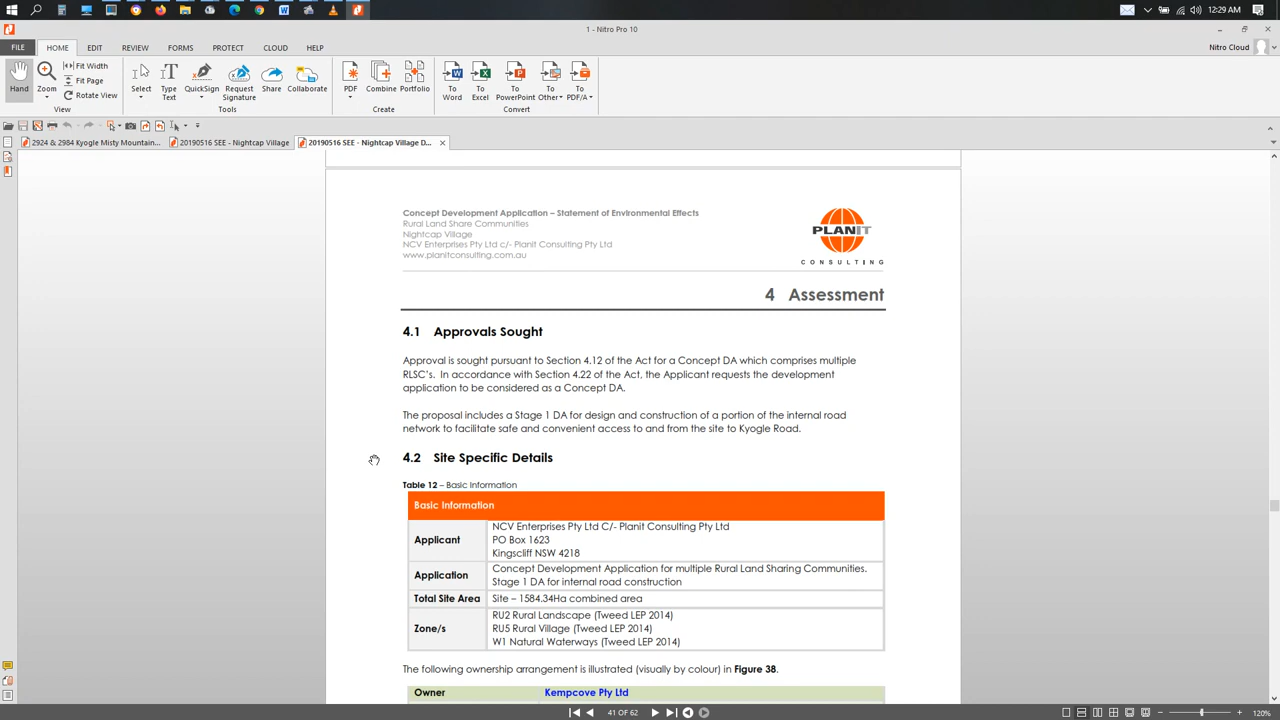 12:29 AM
1 - Nitro Pro 10
FILE HOME EDIT REVIEW FORMS PROTECT CLOUD HELP
Nitro Cloud
Hand Zoom Fit Width
Fit Page
Rotate View
View
Select Type Text QuickSign Request Signature Share Collaborate
Tools
PDF Combine Portfolio
Create
To Word To Excel To PowerPoint To Other To PDF/A
Convert
2924 & 2984 Kyogle Misty Mountain... 20190516 SEE - Nightcap Village 20190516 SEE - Nightcap Village D...
Concept Development Application – Statement of Environmental Effects
Rural Land Share Communities
Nightcap Village
NCV Enterprises Pty Ltd c/- Planit Consulting Pty Ltd
www.planitconsulting.com.au
PLANIT
CONSULTING
4 Assessment
4.1 Approvals Sought
Approval is sought pursuant to Section 4.12 of the Act for a Concept DA which comprises multiple
RLSC's. In accordance with Section 4.22 of the Act, the Applicant requests the development
application to be considered as a Concept DA.
The proposal includes a Stage 1 DA for design and construction of a portion of the internal road
network to facilitate safe and convenient access to and from the site to Kyogle Road.
4.2 Site Specific Details
Table 12 – Basic Information
Basic Information
Applicant
NCV Enterprises Pty Ltd C/- Planit Consulting Pty Ltd
PO Box 1623
Kingscliff NSW 4218
Application
Concept Development Application for multiple Rural Land Sharing Communities.
Stage 1 DA for internal road construction
Total Site Area Site – 1584.34Ha combined area
Zone/s
RU2 Rural Landscape (Tweed LEP 2014)
RU5 Rural Village (Tweed LEP 2014)
W1 Natural Waterways (Tweed LEP 2014)
The following ownership arrangement is illustrated (visually by colour) in Figure 38.
Owner Kempcove Pty Ltd
41 OF 62
120%